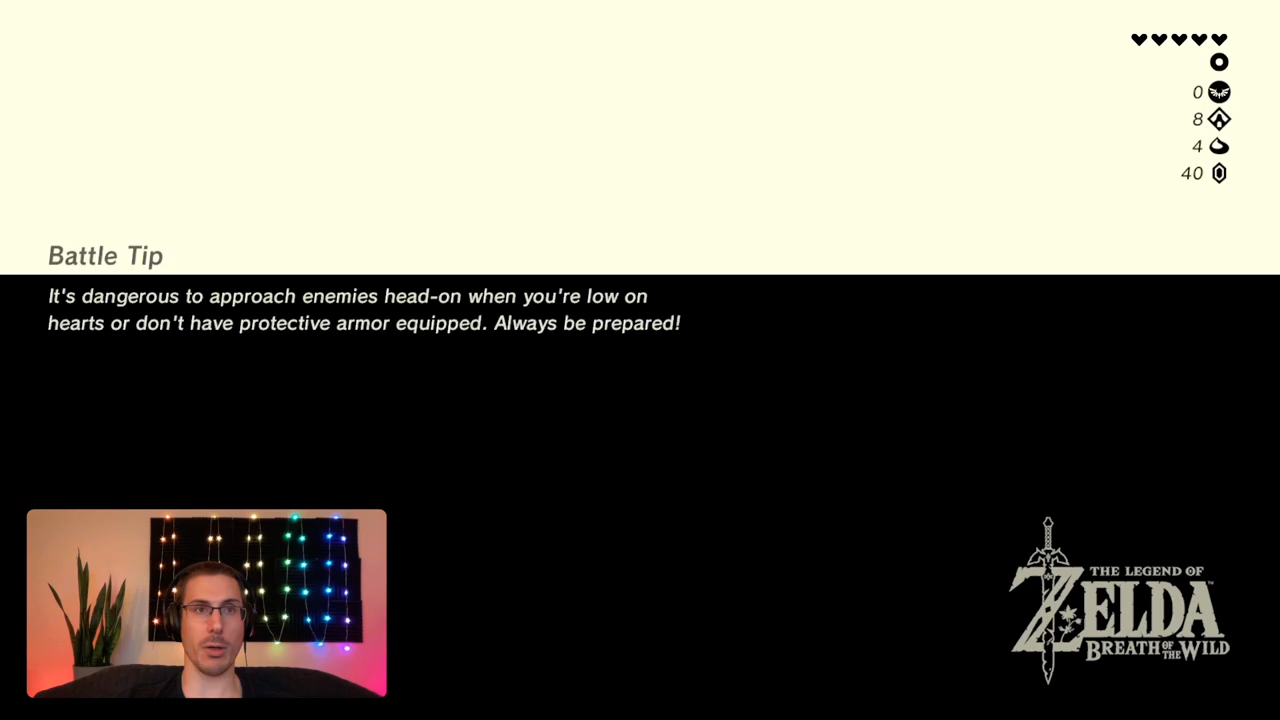 0
8
4
40
Battle Tip
It's dangerous to approach enemies head-on when you're low on
hearts or don't have protective armor equipped. Always be prepared!
THE LEGEND OF
ZELDA™
BREATH OF THE WILD